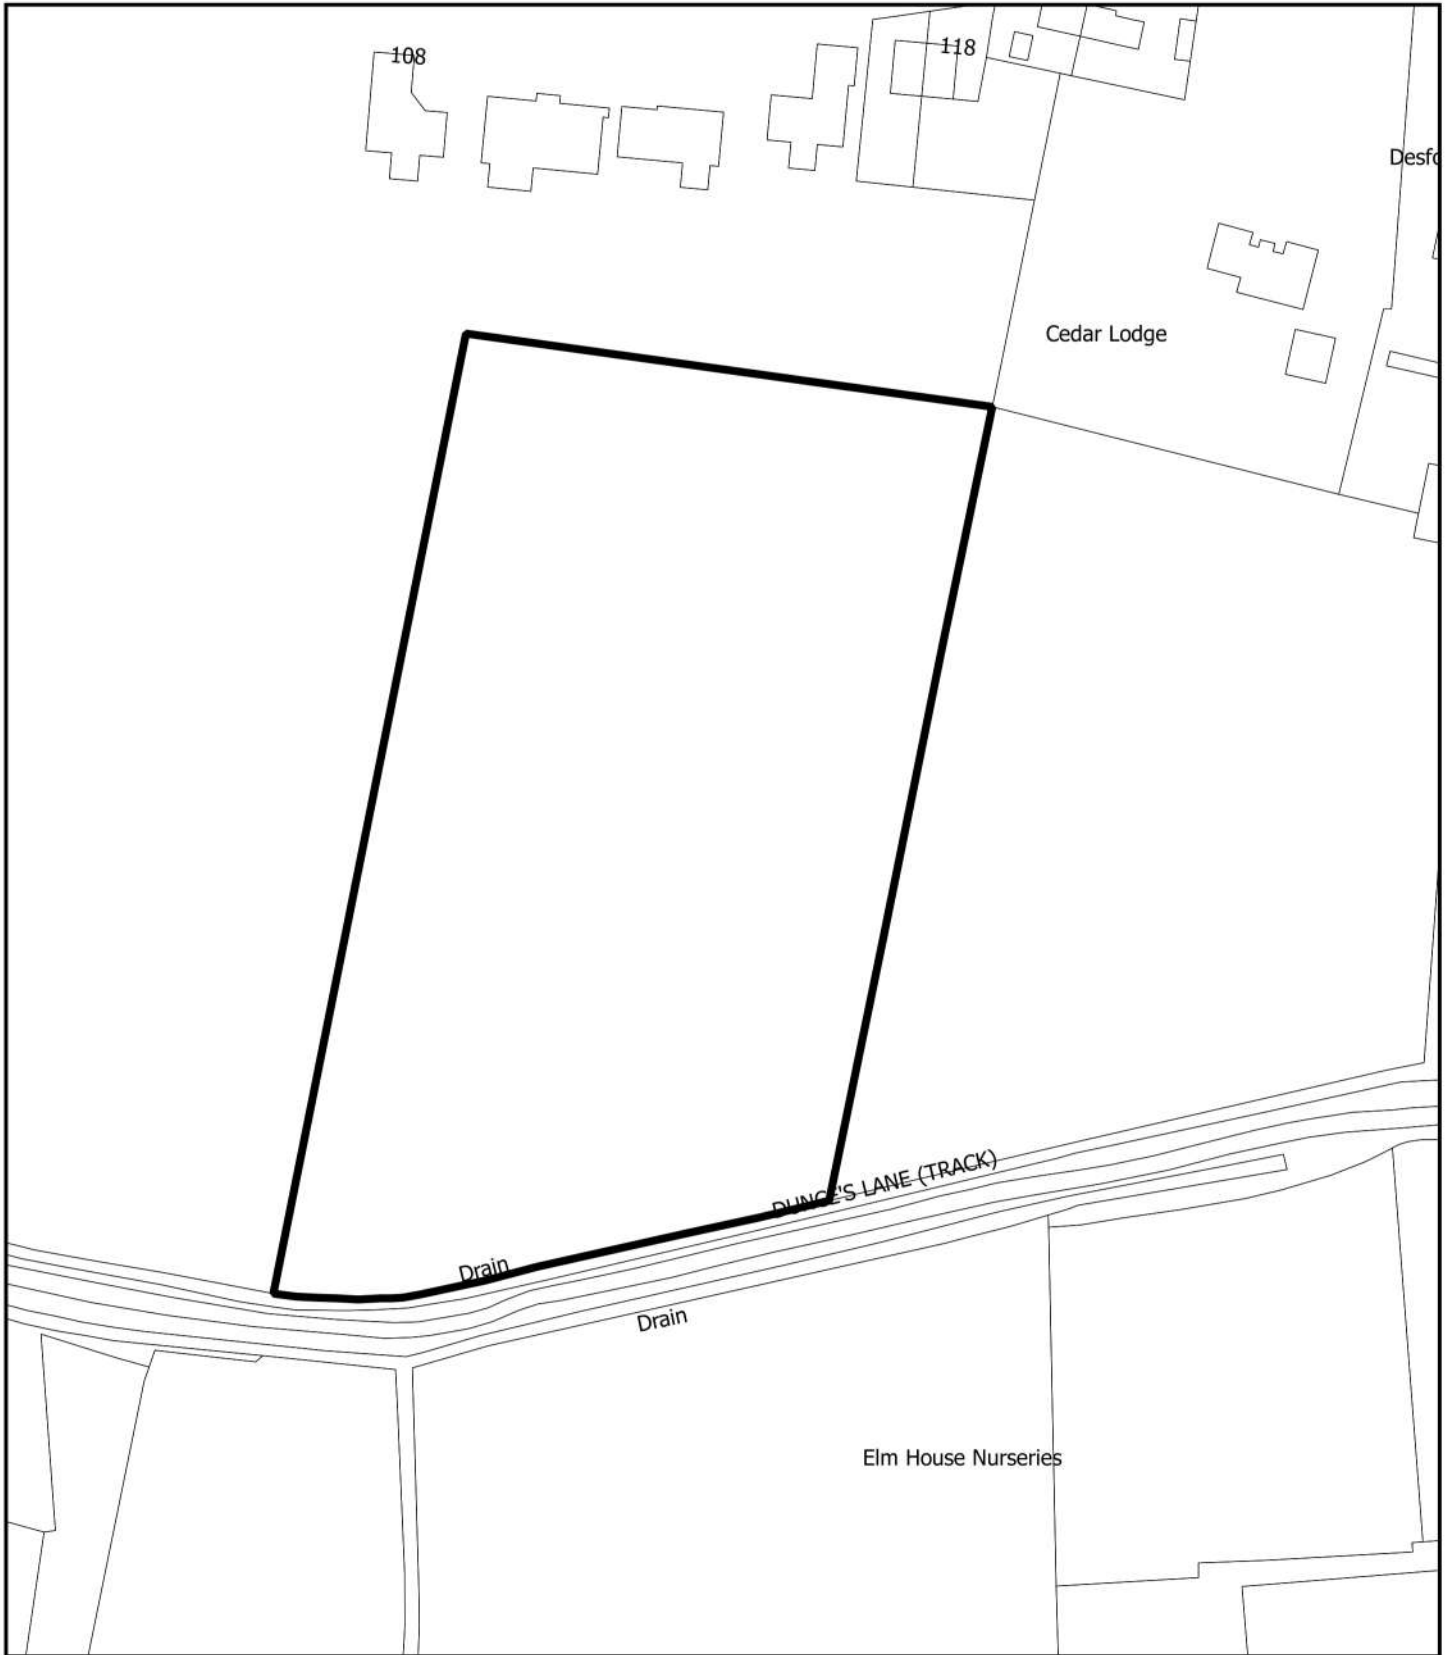 108
118
Desfo
Cedar Lodge
DUNCE'S LANE (TRACK)
Drain
Drain
Elm House Nurseries